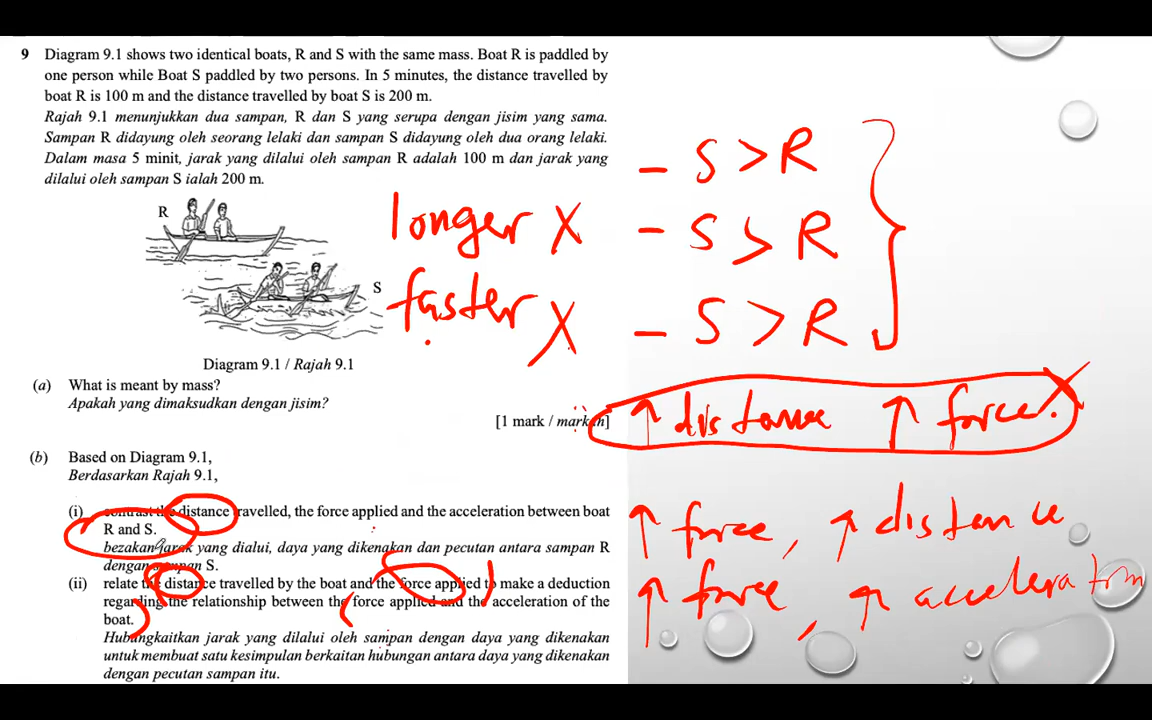 9 Diagram 9.1 shows two identical boats, R and S with the same mass. Boat R is paddled by
one person while Boat S paddled by two persons. In 5 minutes, the distance travelled by
boat R is 100 m and the distance travelled by boat S is 200 m.
Rajah 9.1 menunjukkan dua sampan, R dan S yang serupa dengan jisim yang sama.
Sampan R didayung oleh seorang lelaki dan sampan S didayung oleh dua orang lelaki.
Dalam masa 5 minit, jarak yang dilalui oleh sampan R adalah 100 m dan jarak yang
dilalui oleh sampan S ialah 200 m.
R
S
Diagram 9.1 / Rajah 9.1
longer X
faster X
- S > R
- S > R
- S > R
(a) What is meant by mass?
Apakah yang dimaksudkan dengan jisim?
[1 mark / markah]
↑ distance ↑ force. X
(b) Based on Diagram 9.1,
Berdasarkan Rajah 9.1,
(i) contrast the distance travelled, the force applied and the acceleration between boat
R and S.
bezakan jarak yang dialui, daya yang dikenakan dan pecutan antara sampan R
dengan sampan S.
(ii) relate the distance travelled by the boat and the force applied to make a deduction
regarding the relationship between the force applied and the acceleration of the
boat.
Hubungkaitkan jarak yang dilalui oleh sampan dengan daya yang dikenakan
untuk membuat satu kesimpulan berkaitan hubungan antara daya yang dikenakan
dengan pecutan sampan itu.
↑ force, ↑ distance
↑ force, ↑ acceleration